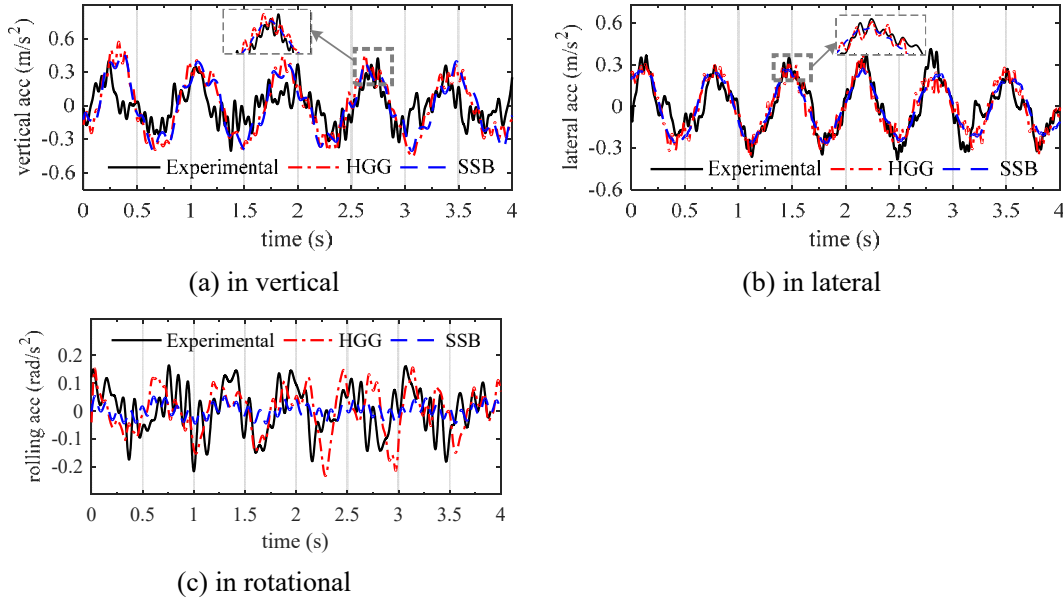 vertical acc (m/s²)
0.6
0.3
0
-0.3
-0.6
Experimental HGG SSB
0 0.5 1 1.5 2 2.5 3 3.5 4
time (s)
(a) in vertical
lateral acc (m/s²)
0.6
0.3
0
-0.3
-0.6
Experimental HGG SSB
0 0.5 1 1.5 2 2.5 3 3.5 4
time (s)
(b) in lateral
rolling acc (rad/s²)
Experimental HGG SSB
0.2
0.1
0
-0.1
-0.2
0 0.5 1 1.5 2 2.5 3 3.5 4
time (s)
(c) in rotational